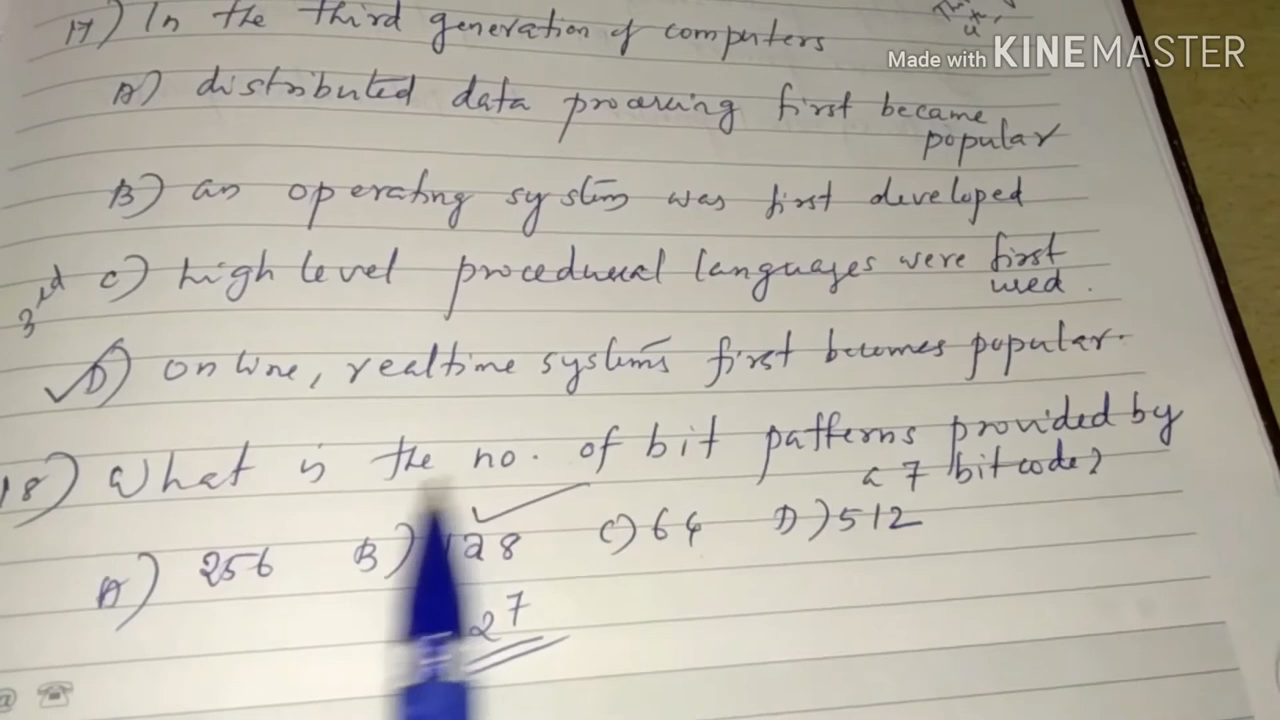 17) In the third generation of computers
Made with KINEMASTER
A) distributed data processing first became
popular
B) an operating system was first developed
C) high level procedural languages were first
used.
3rd
D) on line, realtime systems first becomes popular.
18) What is the no. of bit patterns provided by
a 7 bit code?
A) 256 B) 128 C) 64 D) 512
2^7